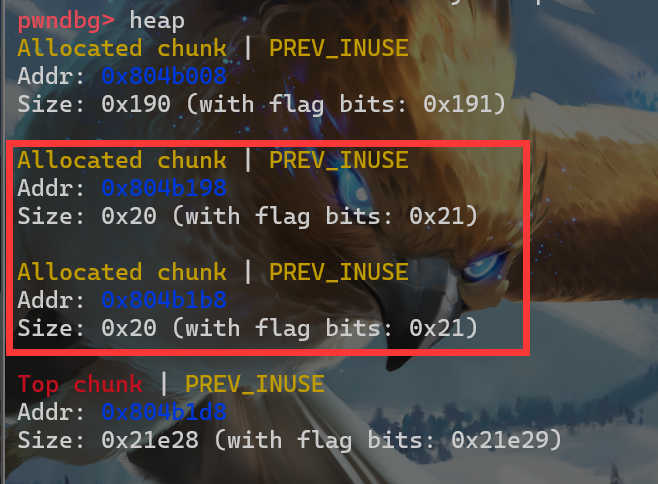 pwndbg> heap
Allocated chunk | PREV_INUSE
Addr: 0x804b008
Size: 0x190 (with flag bits: 0x191)
Allocated chunk | PREV_INUSE
Addr: 0x804b198
Size: 0x20 (with flag bits: 0x21)
Allocated chunk | PREV_INUSE
Addr: 0x804b1b8
Size: 0x20 (with flag bits: 0x21)
Top chunk | PREV_INUSE
Addr: 0x804b1d8
Size: 0x21e28 (with flag bits: 0x21e29)